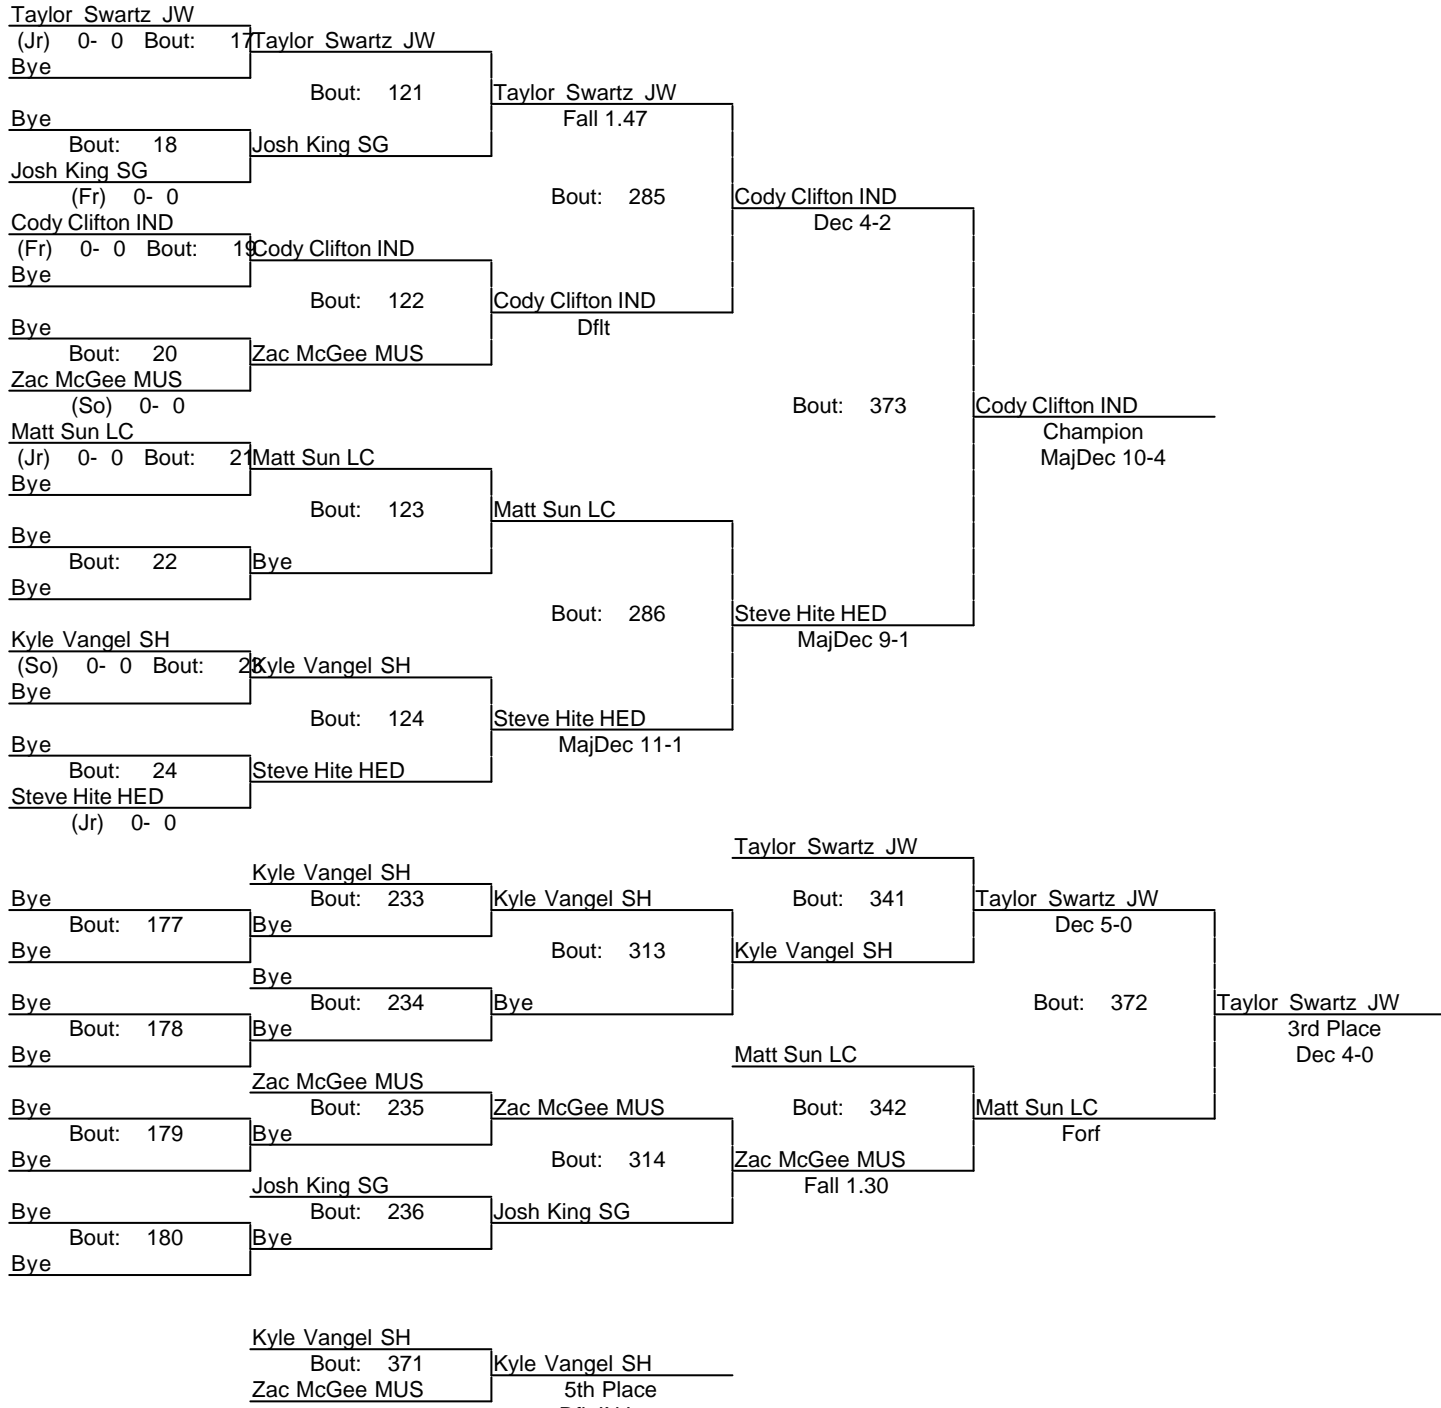 Taylor Swartz JW
(Jr) 0- 0 Bout: 17 Taylor Swartz JW
Bye
Bout: 121 Taylor Swartz JW
Bye Fall 1.47
Bout: 18 Josh King SG
Josh King SG
(Fr) 0- 0 Bout: 285 Cody Clifton IND
Cody Clifton IND Dec 4-2
(Fr) 0- 0 Bout: 19 Cody Clifton IND
Bye
Bout: 122 Cody Clifton IND
Bye Dflt
Bout: 20 Zac McGee MUS
Zac McGee MUS
(So) 0- 0 Bout: 373 Cody Clifton IND
Matt Sun LC Champion
(Jr) 0- 0 Bout: 21 Matt Sun LC MajDec 10-4
Bye
Bout: 123 Matt Sun LC
Bye
Bout: 22 Bye
Bye
Bout: 286 Steve Hite HED
Kyle Vangel SH MajDec 9-1
(So) 0- 0 Bout: 23 Kyle Vangel SH
Bye
Bout: 124 Steve Hite HED
Bye MajDec 11-1
Bout: 24 Steve Hite HED
Steve Hite HED
(Jr) 0- 0
Taylor Swartz JW
Kyle Vangel SH
Bye Bout: 233 Kyle Vangel SH Bout: 341 Taylor Swartz JW
Bout: 177 Bye Dec 5-0
Bye Bout: 313 Kyle Vangel SH
Bye
Bye Bout: 234 Bye Bout: 372 Taylor Swartz JW
Bout: 178 Bye 3rd Place
Bye Matt Sun LC Dec 4-0
Zac McGee MUS
Bye Bout: 235 Zac McGee MUS Bout: 342 Matt Sun LC
Bout: 179 Bye Forf
Bye Bout: 314 Zac McGee MUS
Josh King SG Fall 1.30
Bye Bout: 236 Josh King SG
Bout: 180 Bye
Bye
Kyle Vangel SH
Bout: 371 Kyle Vangel SH
Zac McGee MUS 5th Place